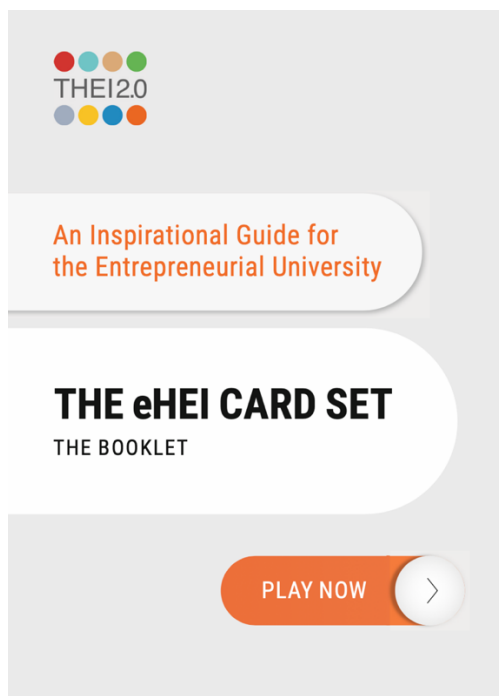 THEI2.0
An Inspirational Guide for
the Entrepreneurial University
THE eHEI CARD SET
THE BOOKLET
PLAY NOW